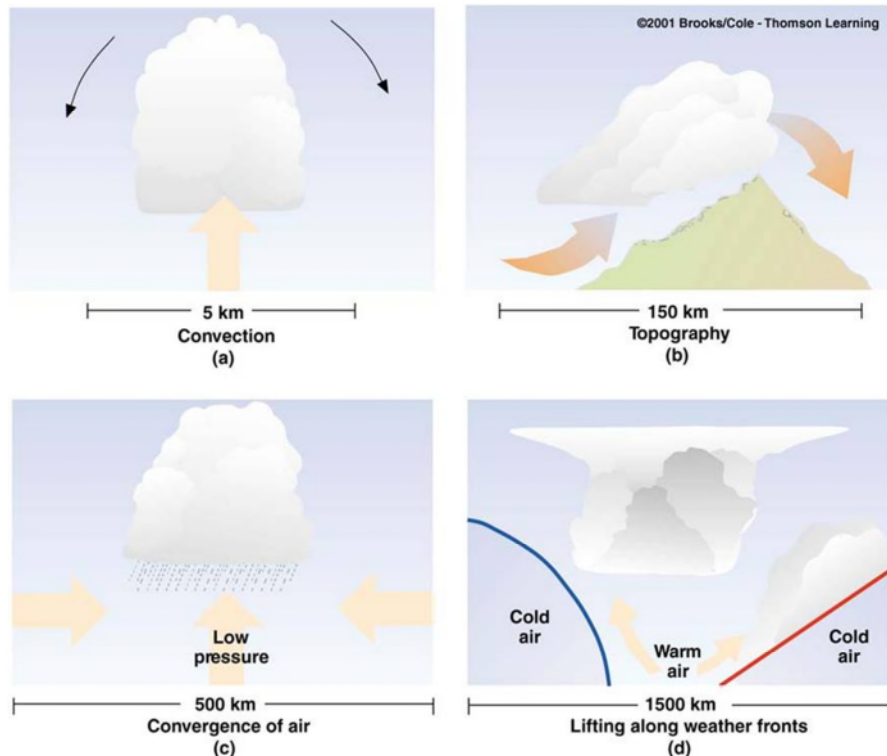 ©2001 Brooks/Cole - Thomson Learning
5 km
Convection
(a)
150 km
Topography
(b)
Low
pressure
500 km
Convergence of air
(c)
Cold
air
Warm
air
Cold
air
1500 km
Lifting along weather fronts
(d)